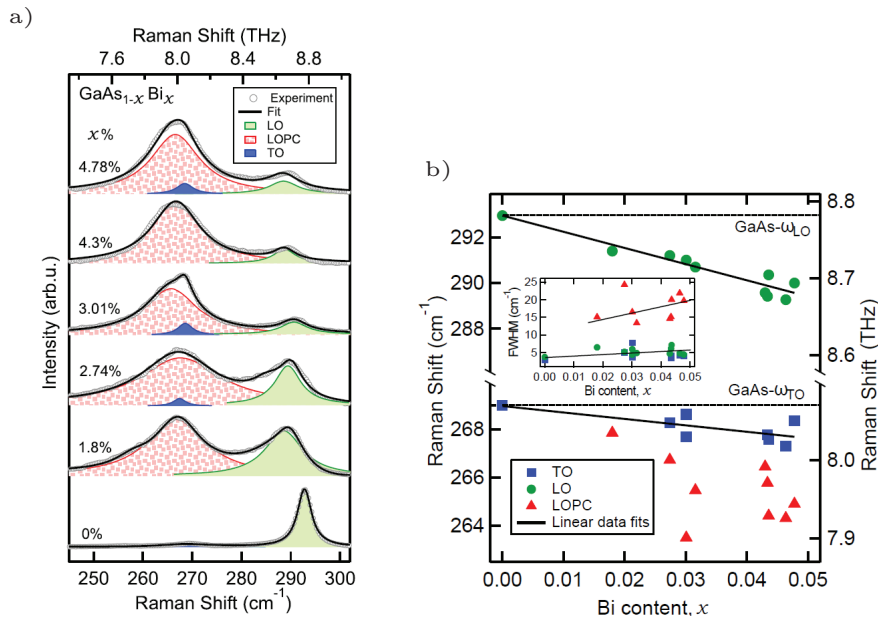 a)
Raman Shift (THz)
7.6 8.0 8.4 8.8
GaAs1-x Bix
Experiment
Fit
LO
LOPC
TO
x %
4.78%
4.3%
3.01%
2.74%
1.8%
0%
Intensity (arb.u.)
250 260 270 280 290 300
Raman Shift (cm-1)
b)
GaAs-ωLO
292
290
288
268
266
264
Raman Shift (cm-1)
8.8
8.7
8.6
8.0
7.9
Raman Shift (THz)
25
20
15
10
5
FWHM (cm-1)
0.00 0.01 0.02 0.03 0.04 0.05
Bi content, x
GaAs-ωTO
TO
LO
LOPC
Linear data fits
0.00 0.01 0.02 0.03 0.04 0.05
Bi content, x